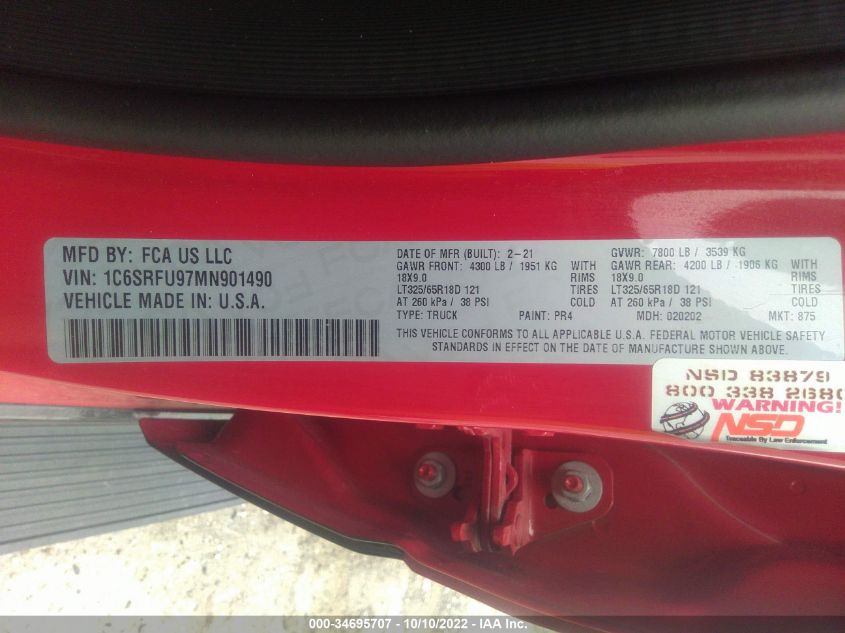 MFD BY: FCA US LLC
VIN: 1C6SRFU97MN901490
VEHICLE MADE IN U.S.A.
DATE OF MFR (BUILT): 2-21 GVWR: 7800 LB / 3539 KG
GAWR FRONT: 4300 LB / 1951 KG GAWR REAR: 4200 LB / 1906 KG
18X9.0 RIMS 18X9.0 RIMS
LT325/65R18D 121 TIRES LT325/65R18D 121 TIRES
AT 260 kPa / 38 PSI COLD AT 260 kPa / 38 PSI COLD
TYPE: TRUCK PAINT: PR4 MDH: 020202 MKT: 875
THIS VEHICLE CONFORMS TO ALL APPLICABLE U.S.A. FEDERAL MOTOR VEHICLE SAFETY
STANDARDS IN EFFECT ON THE DATE OF MANUFACTURE SHOWN ABOVE.
NSD 83879
800 338 2680
WARNING!
NSD
Traceable By Law Enforcement
000-34695707 - 10/10/2022 - IAA Inc.